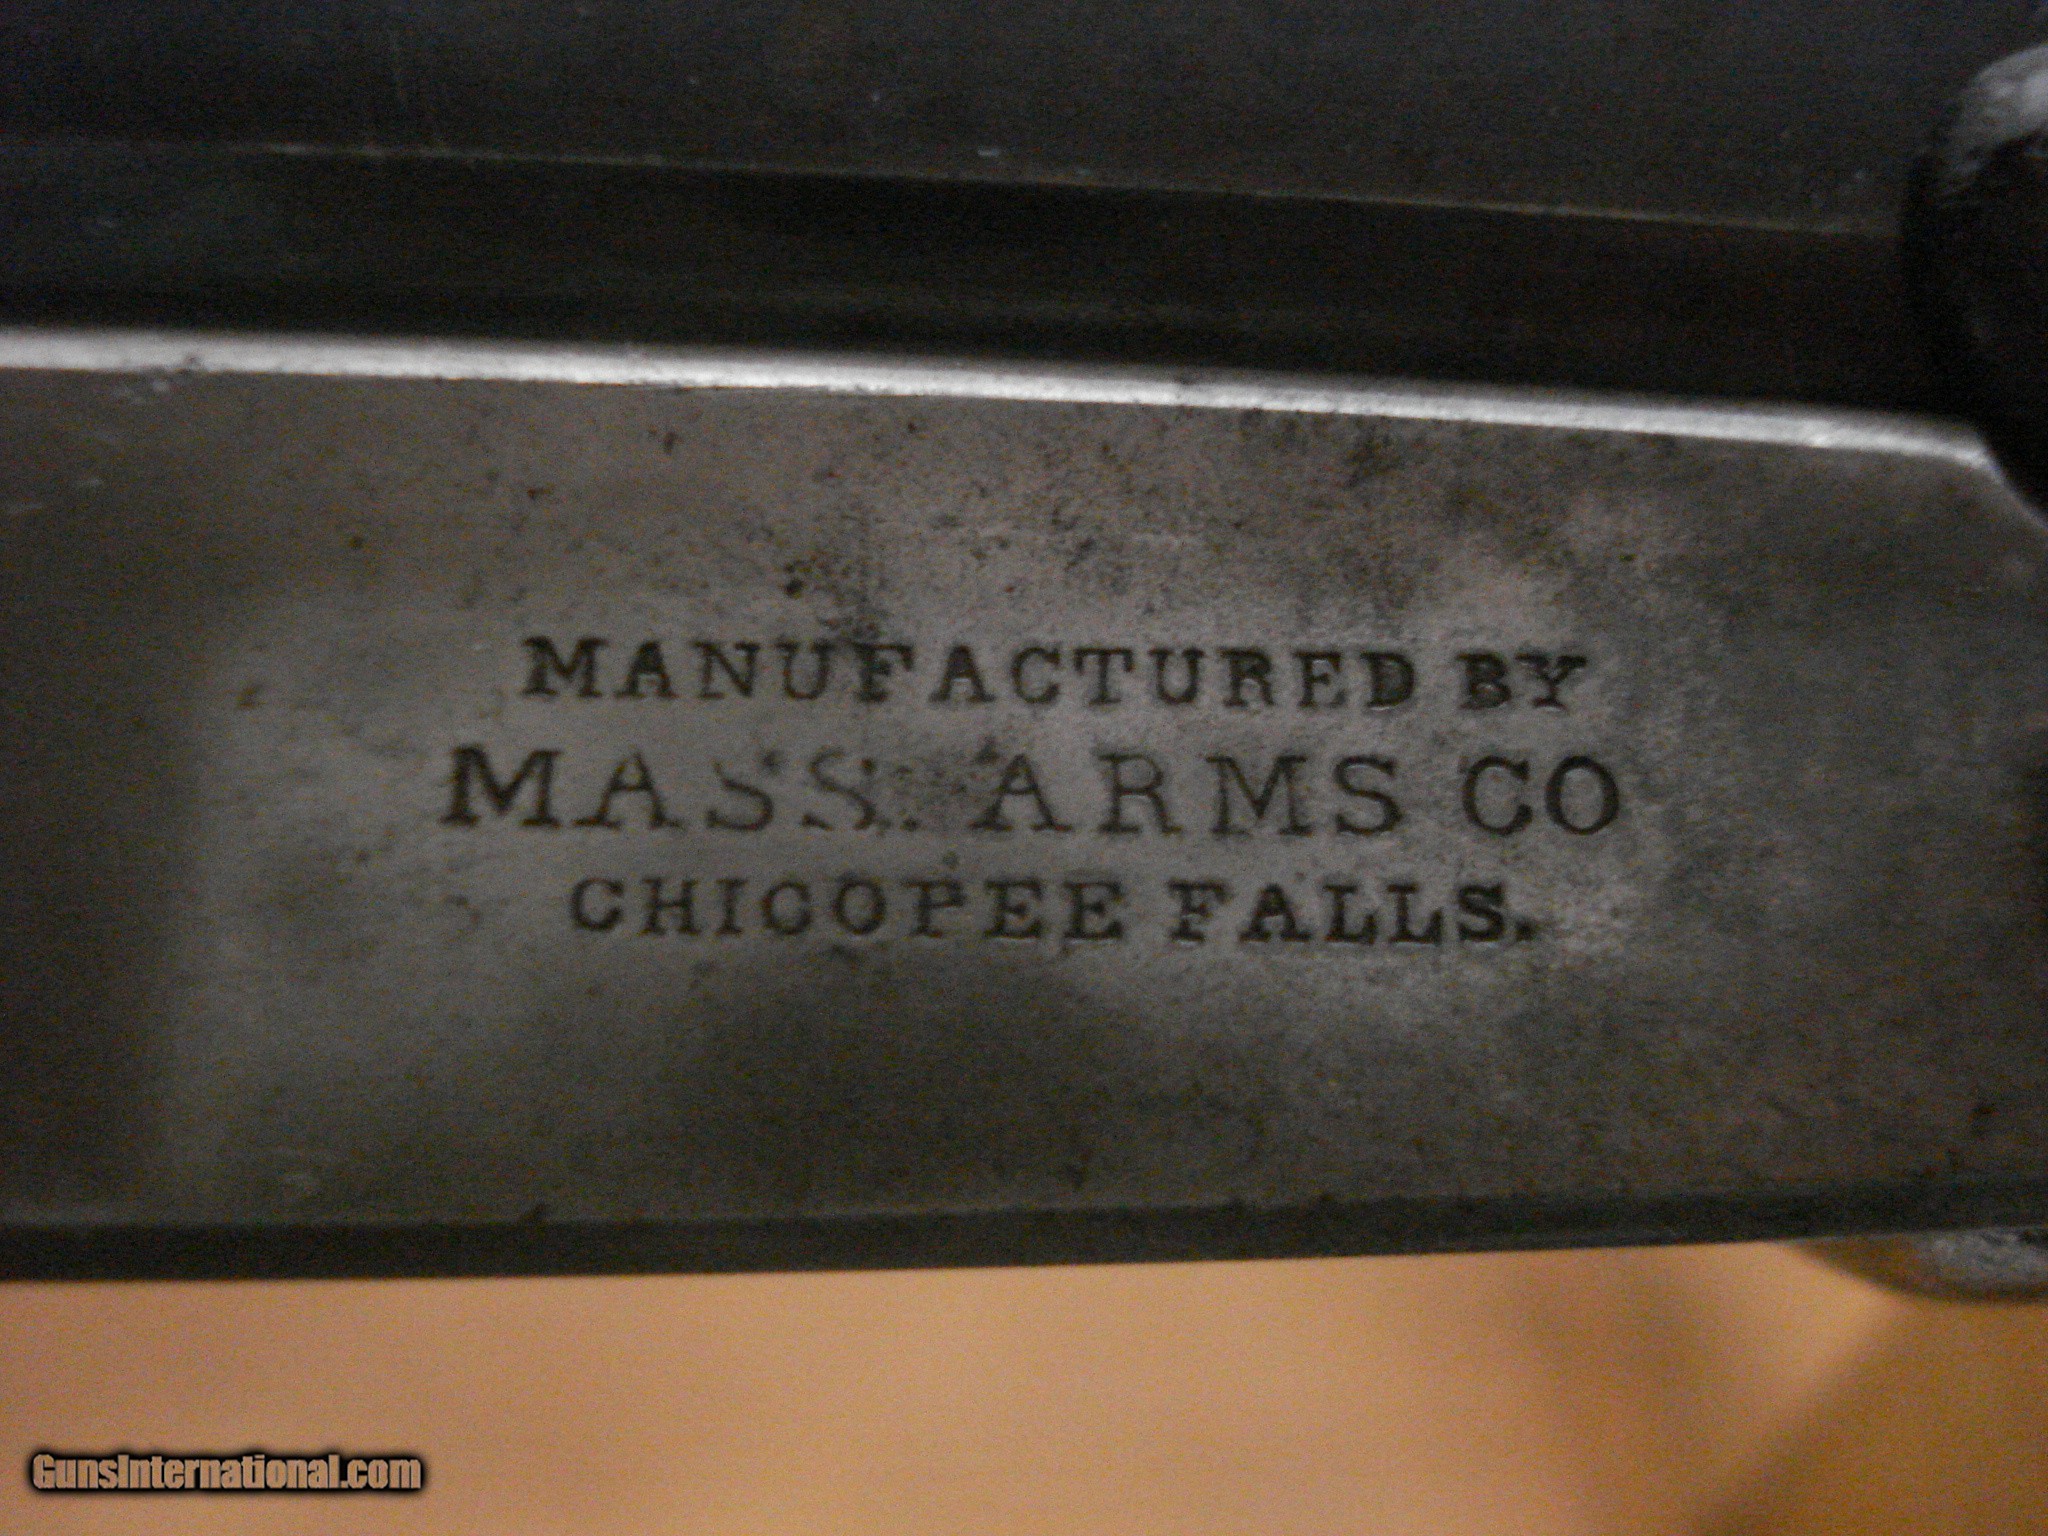 MANUFACTURED BY
MASS. ARMS CO
CHICOPEE FALLS.
GunsInternational.com